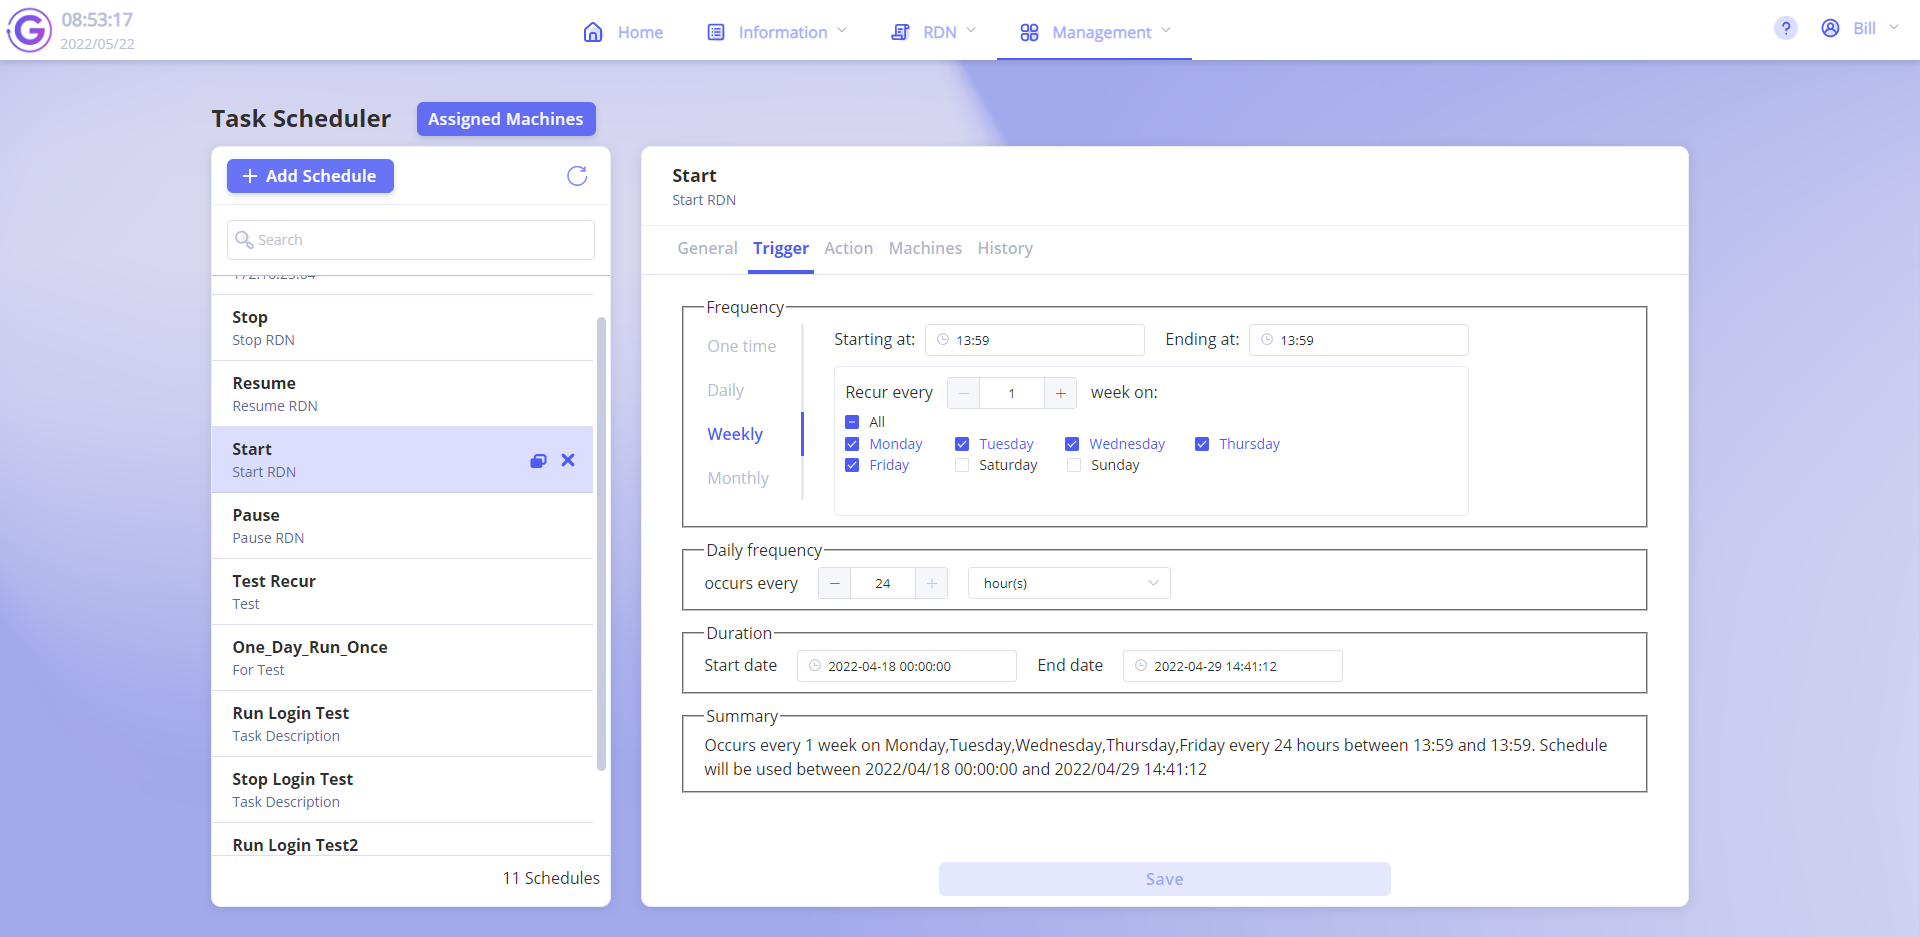 08:53:17
2022/05/22
Home
Information
RDN
Management
?
Bill
Task Scheduler
Assigned Machines
+ Add Schedule
Search
Stop
Stop RDN
Resume
Resume RDN
Start
Start RDN
Pause
Pause RDN
Test Recur
Test
One_Day_Run_Once
For Test
Run Login Test
Task Description
Stop Login Test
Task Description
Run Login Test2
11 Schedules
Start
Start RDN
General Trigger Action Machines History
Frequency
One time
Daily
Weekly
Monthly
Starting at: 13:59 Ending at: 13:59
Recur every − 1 + week on:
All
Monday Tuesday Wednesday Thursday
Friday Saturday Sunday
Daily frequency
occurs every − 24 + hour(s)
Duration
Start date 2022-04-18 00:00:00 End date 2022-04-29 14:41:12
Summary
Occurs every 1 week on Monday,Tuesday,Wednesday,Thursday,Friday every 24 hours between 13:59 and 13:59. Schedule
will be used between 2022/04/18 00:00:00 and 2022/04/29 14:41:12
Save